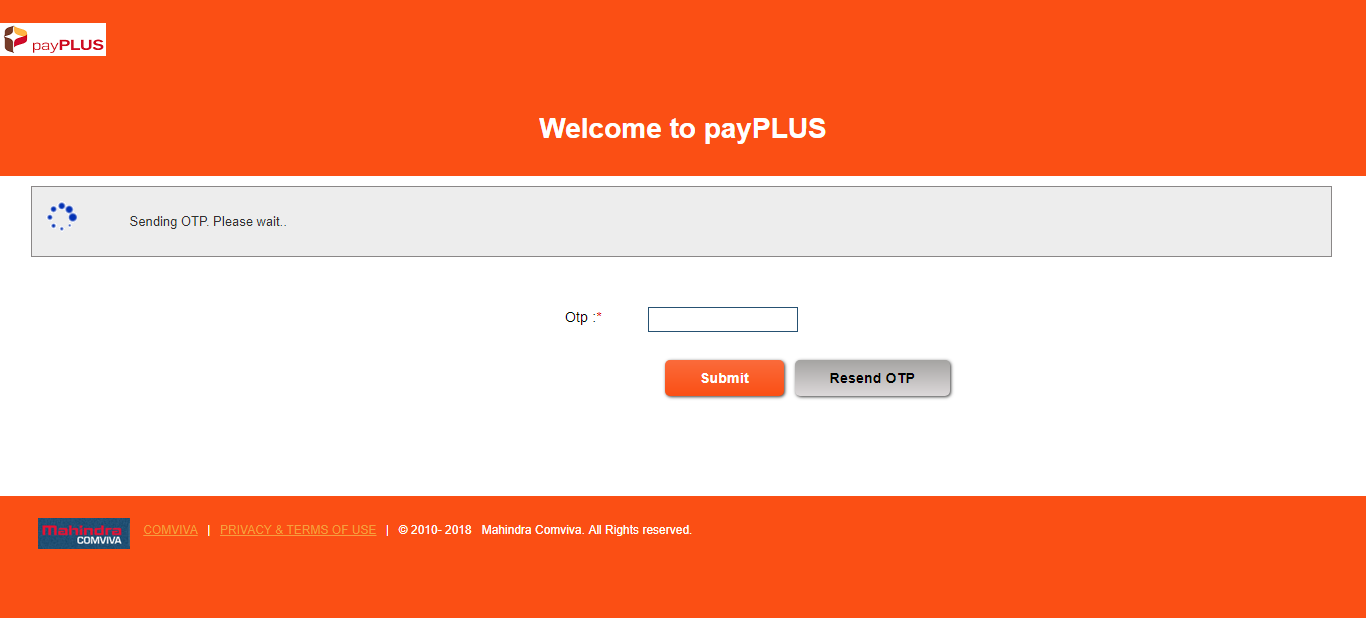 payPLUS
Welcome to payPLUS
Sending OTP. Please wait..
Otp :*
Submit Resend OTP
Mahindra
COMVIVA
COMVIVA | PRIVACY & TERMS OF USE | © 2010- 2018 Mahindra Comviva. All Rights reserved.